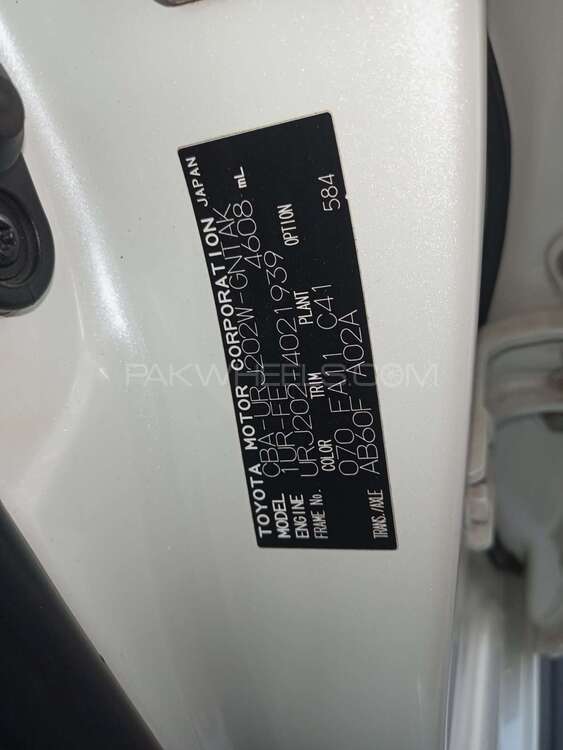 TOYOTA MOTOR CORPORATION JAPAN
MODEL CBA-URJ202W-GNTAK
ENGINE 1UR-FE 4608 mL
FRAME No. URJ202-4021939
COLOR TRIM PLANT OPTION
070 FA11 C41 584
TRANS./AXLE AB60F A02A
PAKWHEELS.COM